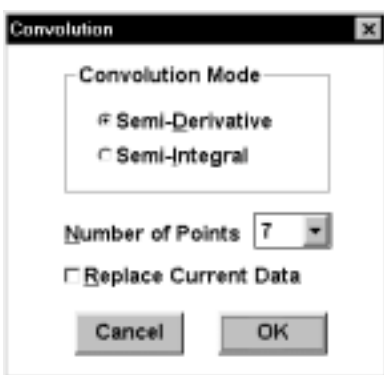 Convolution
Convolution Mode
Semi-Derivative
Semi-Integral
Number of Points 7
Replace Current Data
Cancel OK